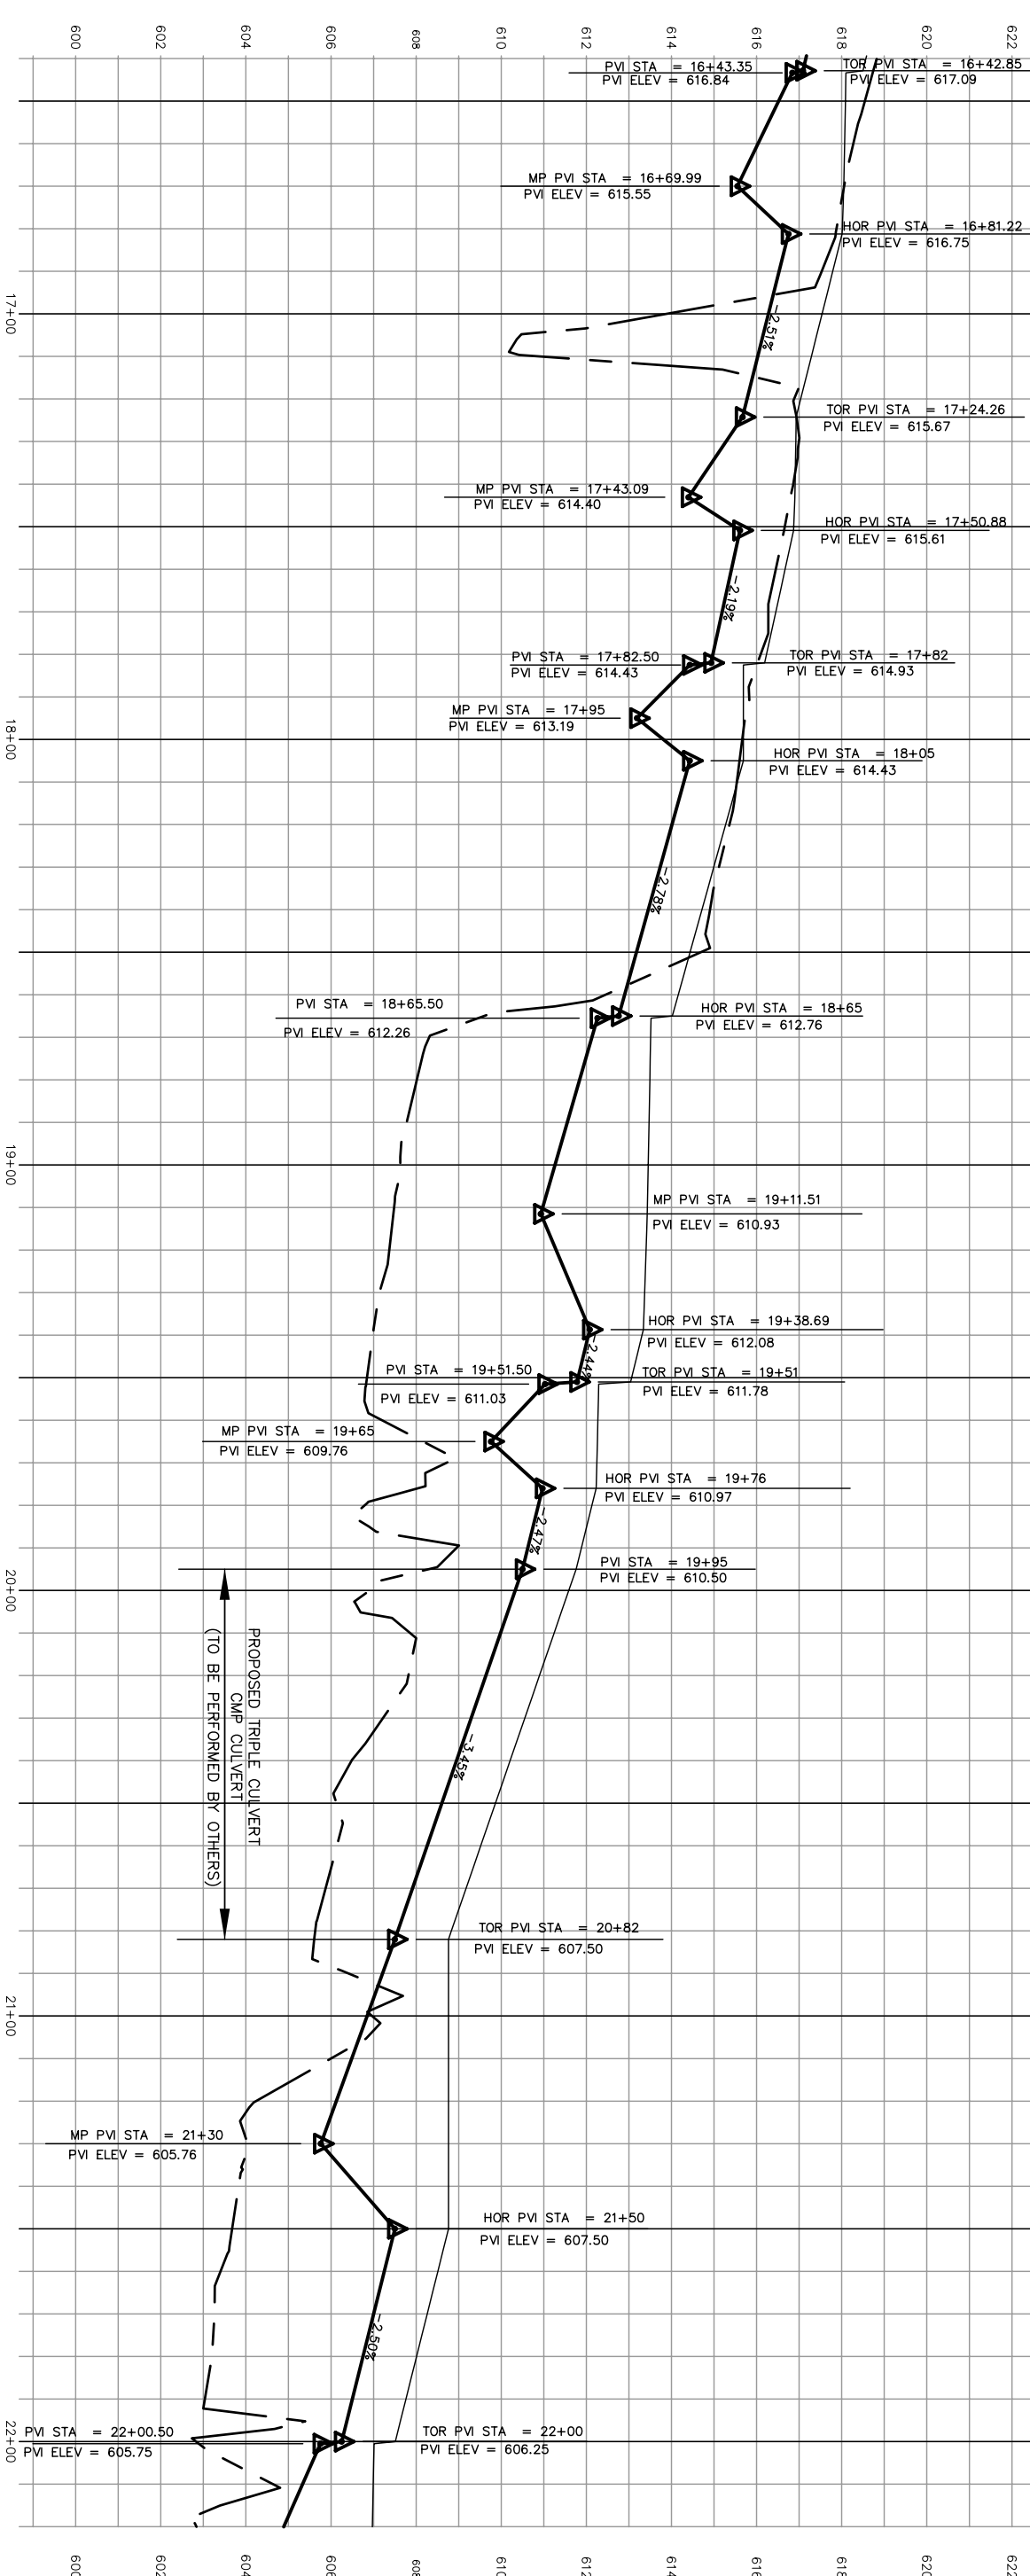 600 602 604 606 608 610 612 614 616 618 620 622
PVI STA = 16+43.35
PVI ELEV = 616.84
TOR PVI STA = 16+42.85
PVI ELEV = 617.09
MP PVI STA = 16+69.99
PVI ELEV = 615.55
HOR PVI STA = 16+81.22
PVI ELEV = 616.75
17+00
-2.51%
TOR PVI STA = 17+24.26
PVI ELEV = 615.67
MP PVI STA = 17+43.09
PVI ELEV = 614.40
HOR PVI STA = 17+50.88
PVI ELEV = 615.61
-2.19%
PVI STA = 17+82.50
PVI ELEV = 614.43
TOR PVI STA = 17+82
PVI ELEV = 614.93
MP PVI STA = 17+95
PVI ELEV = 613.19
18+00
HOR PVI STA = 18+05
PVI ELEV = 614.43
-2.78%
PVI STA = 18+65.50
PVI ELEV = 612.26
HOR PVI STA = 18+65
PVI ELEV = 612.76
19+00
MP PVI STA = 19+11.51
PVI ELEV = 610.93
HOR PVI STA = 19+38.69
PVI ELEV = 612.08
-2.44%
PVI STA = 19+51.50
PVI ELEV = 611.03
TOR PVI STA = 19+51
PVI ELEV = 611.78
MP PVI STA = 19+65
PVI ELEV = 609.76
HOR PVI STA = 19+76
PVI ELEV = 610.97
-2.47%
PVI STA = 19+95
PVI ELEV = 610.50
20+00
PROPOSED TRIPLE CULVERT
CMP CULVERT
(TO BE PERFORMED BY OTHERS)
-3.45%
TOR PVI STA = 20+82
PVI ELEV = 607.50
21+00
MP PVI STA = 21+30
PVI ELEV = 605.76
HOR PVI STA = 21+50
PVI ELEV = 607.50
-2.50%
PVI STA = 22+00.50
PVI ELEV = 605.75
TOR PVI STA = 22+00
PVI ELEV = 606.25
22+00
600 602 604 606 608 610 612 614 616 618 620 622